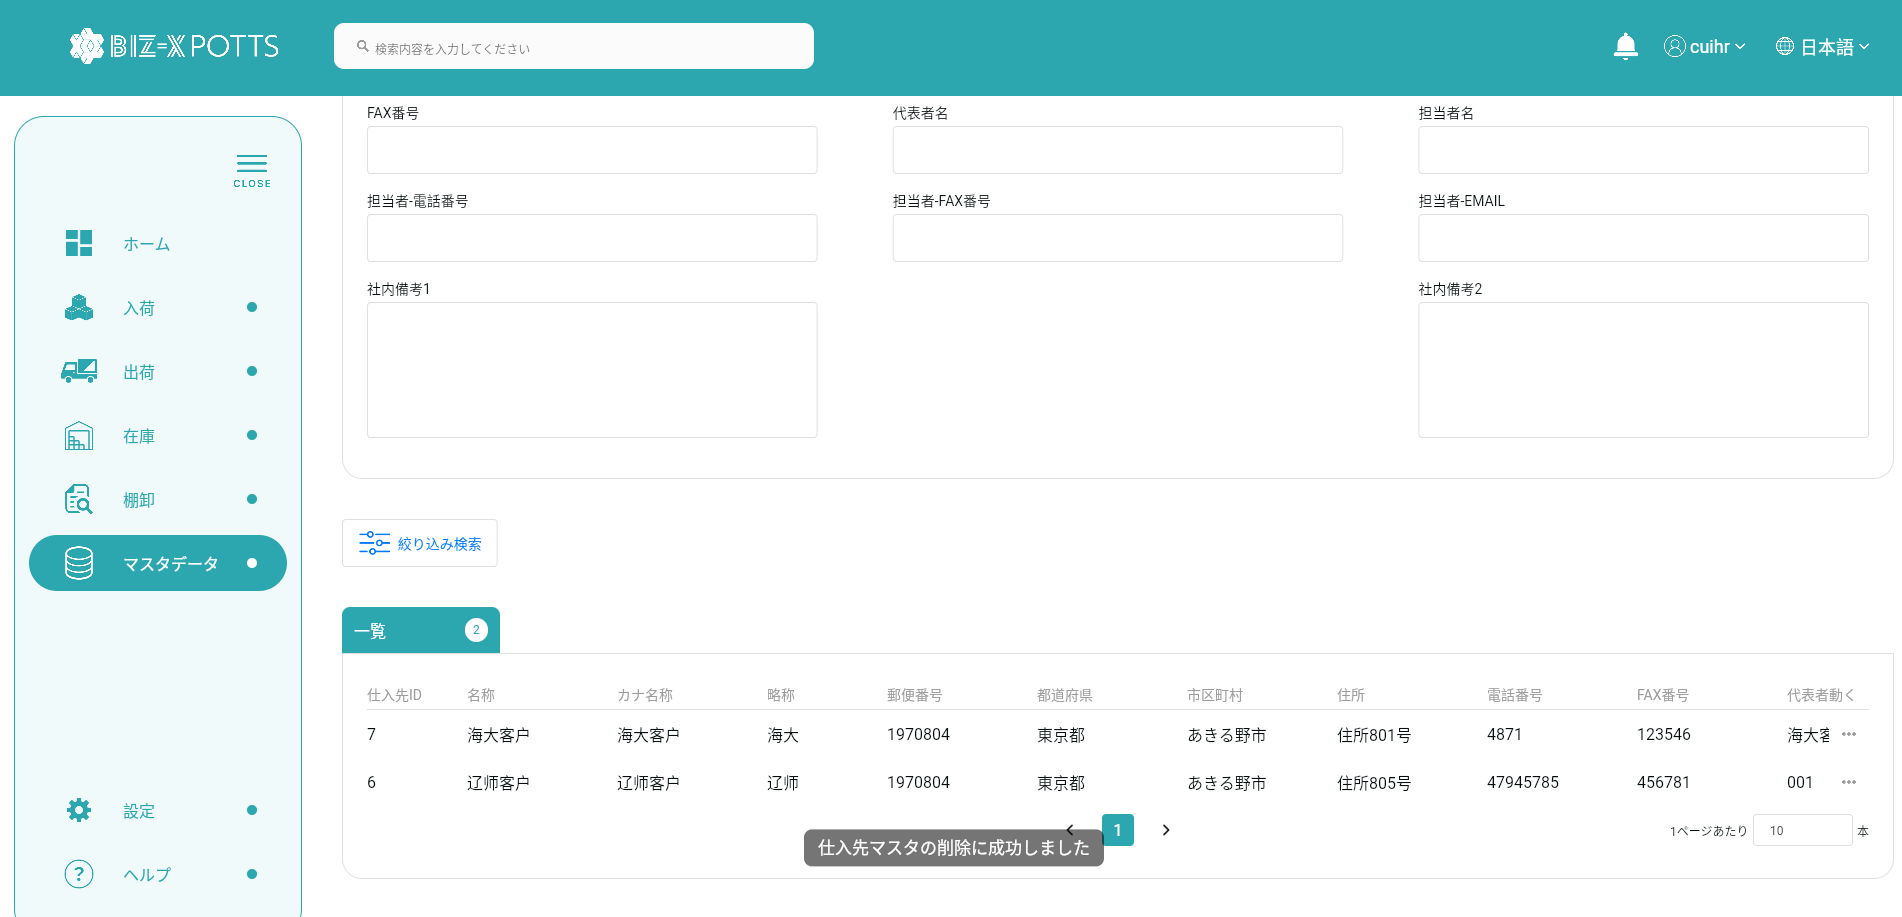 BIZ=X POTTS
検索内容を入力してください
cuihr
日本語
CLOSE
ホーム
入荷
出荷
在庫
棚卸
マスタデータ
設定
ヘルプ
FAX番号 代表者名 担当者名
担当者-電話番号 担当者-FAX番号 担当者-EMAIL
社内備考1 社内備考2
絞り込み検索
一覧 2
仕入先ID 名称 カナ名称 略称 郵便番号 都道府県 市区町村 住所 電話番号 FAX番号 代表者動く
7 海大客户 海大客户 海大 1970804 東京都 あきる野市 住所801号 4871 123546 海大客
6 辽师客户 辽师客户 辽师 1970804 東京都 あきる野市 住所805号 47945785 456781 001
1
1ページあたり 10 本
仕入先マスタの削除に成功しました